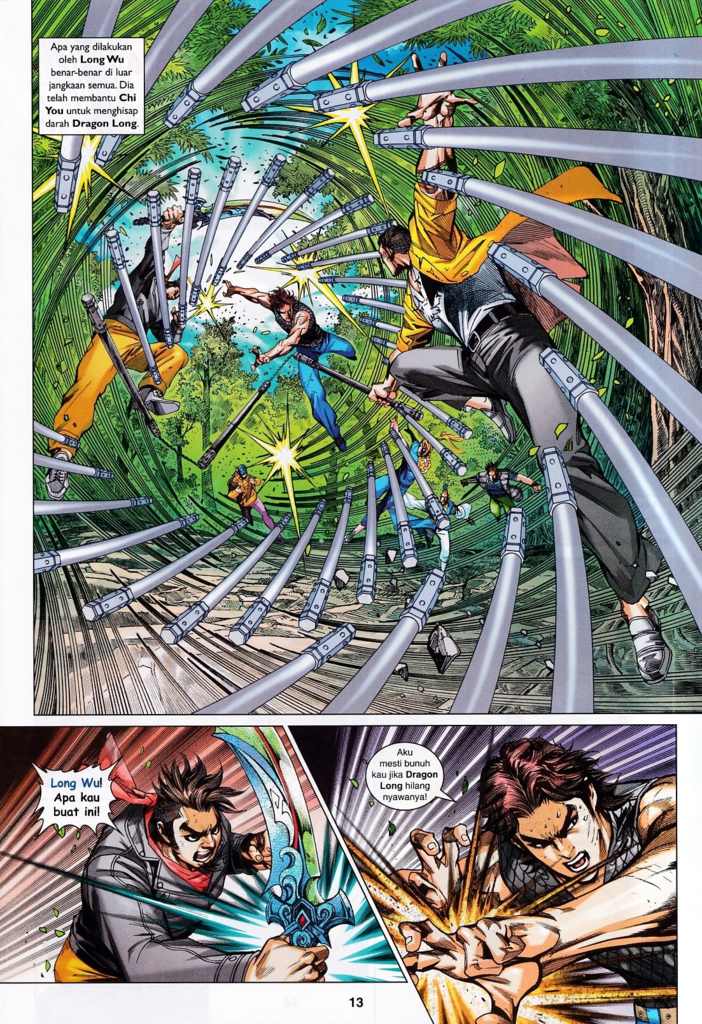 Apa yang dilakukan
oleh Long Wu
benar-benar di luar
jangkaan semua. Dia
telah membantu Chi
You untuk menghisap
darah Dragon Long.
Long Wu!
Apa kau
buat ini!
Aku
mesti bunuh
kau jika Dragon
Long hilang
nyawanya!
13